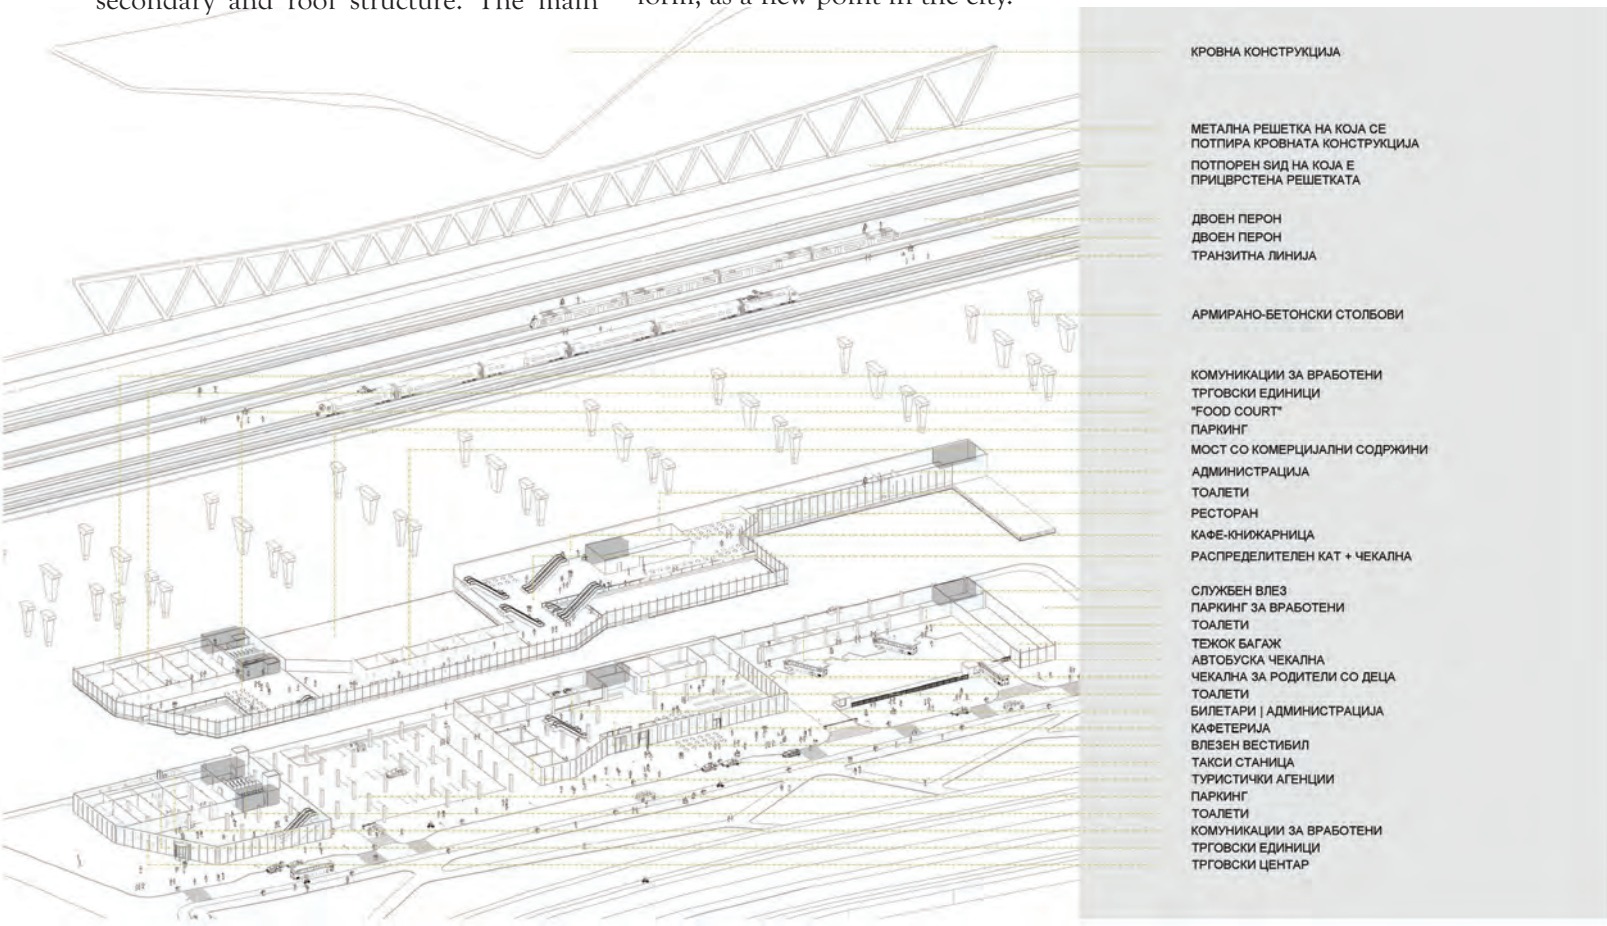 secondary and roof structure. The main
form, as a new point in the city.
КРОВНА КОНСТРУКЦИЈА
МЕТАЛНА РЕШЕТКА НА КОЈА СЕ
ПОТПИРА КРОВНАТА КОНСТРУКЦИЈА
ПОТПОРЕН ЅИД НА КОЈА Е
ПРИЦВРСТЕНА РЕШЕТКАТА
ДВОЕН ПЕРОН
ДВОЕН ПЕРОН
ТРАНЗИТНА ЛИНИЈА
АРМИРАНО-БЕТОНСКИ СТОЛБОВИ
КОМУНИКАЦИИ ЗА ВРАБОТЕНИ
ТРГОВСКИ ЕДИНИЦИ
"FOOD COURT"
ПАРКИНГ
МОСТ СО КОМЕРЦИЈАЛНИ СОДРЖИНИ
АДМИНИСТРАЦИЈА
ТОАЛЕТИ
РЕСТОРАН
КАФЕ-КНИЖАРНИЦА
РАСПРЕДЕЛИТЕЛЕН КАТ + ЧЕКАЛНА
СЛУЖБЕН ВЛЕЗ
ПАРКИНГ ЗА ВРАБОТЕНИ
ТОАЛЕТИ
ТЕЖОК БАГАЖ
АВТОБУСКА ЧЕКАЛНА
ЧЕКАЛНА ЗА РОДИТЕЛИ СО ДЕЦА
ТОАЛЕТИ
БИЛЕТАРИ | АДМИНИСТРАЦИЈА
КАФЕТЕРИЈА
ВЛЕЗЕН ВЕСТИБИЛ
ТАКСИ СТАНИЦА
ТУРИСТИЧКИ АГЕНЦИИ
ПАРКИНГ
ТОАЛЕТИ
КОМУНИКАЦИИ ЗА ВРАБОТЕНИ
ТРГОВСКИ ЕДИНИЦИ
ТРГОВСКИ ЦЕНТАР